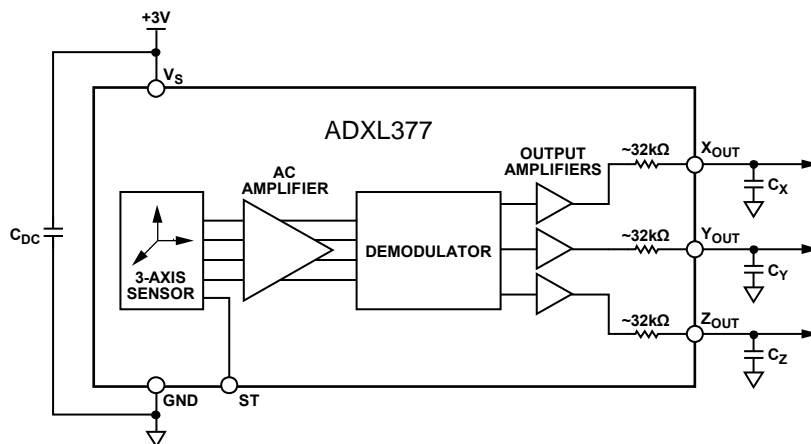 +3V
VS
ADXL377
OUTPUT
AMPLIFIERS
~32kΩ
XOUT
CX
AC
AMPLIFIER
3-AXIS
SENSOR
DEMODULATOR
CDC
~32kΩ
YOUT
CY
~32kΩ
ZOUT
CZ
GND
ST